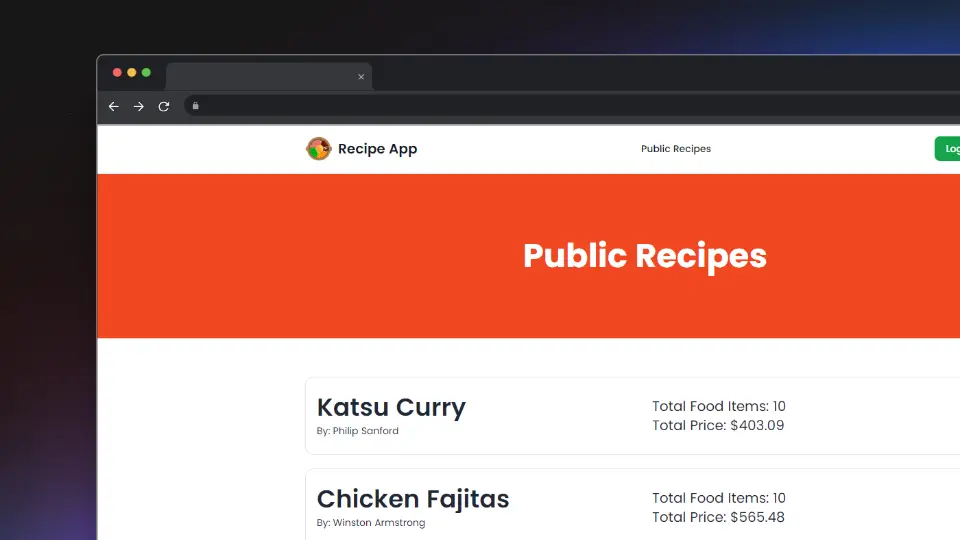 Recipe App
Public Recipes
Log
Public Recipes
Katsu Curry
By: Philip Sanford
Total Food Items: 10
Total Price: $403.09
Chicken Fajitas
By: Winston Armstrong
Total Food Items: 10
Total Price: $565.48